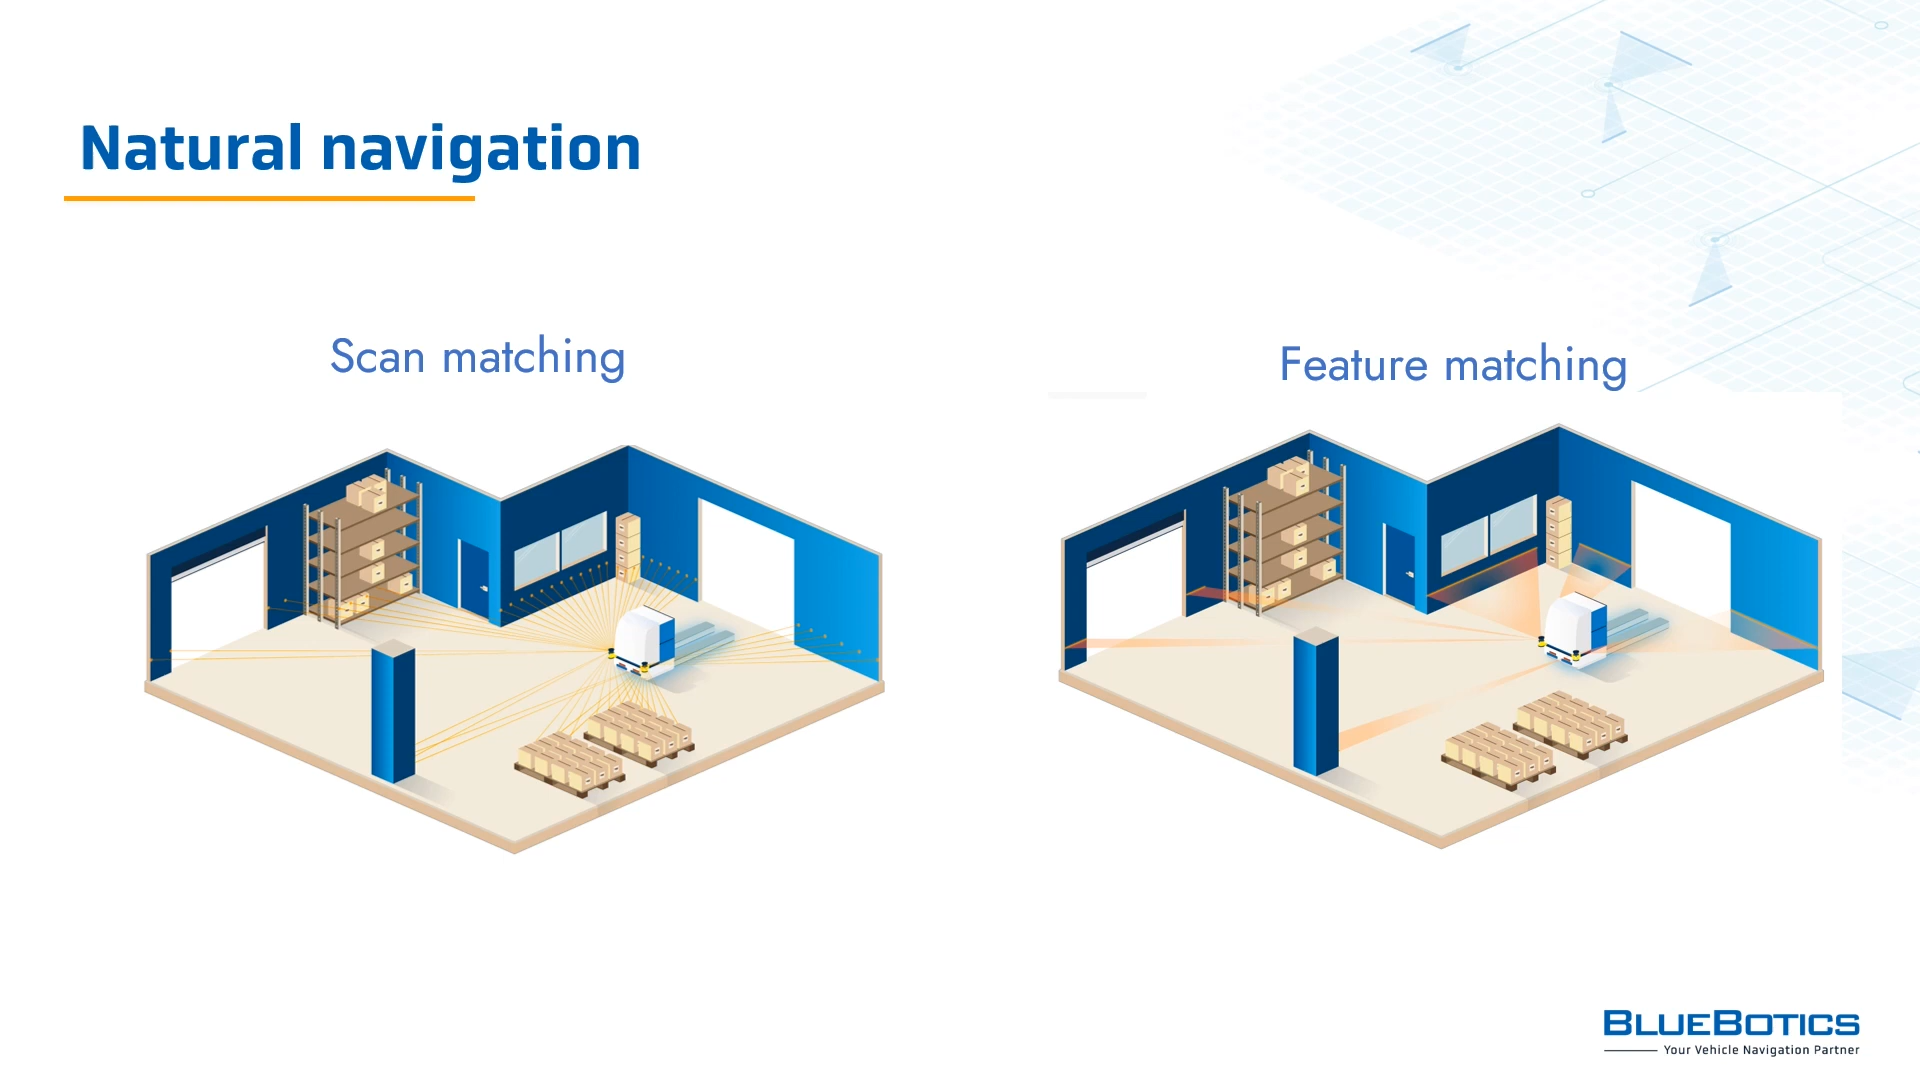 Natural navigation
Scan matching
Feature matching
BLUEBOTICS
Your Vehicle Navigation Partner